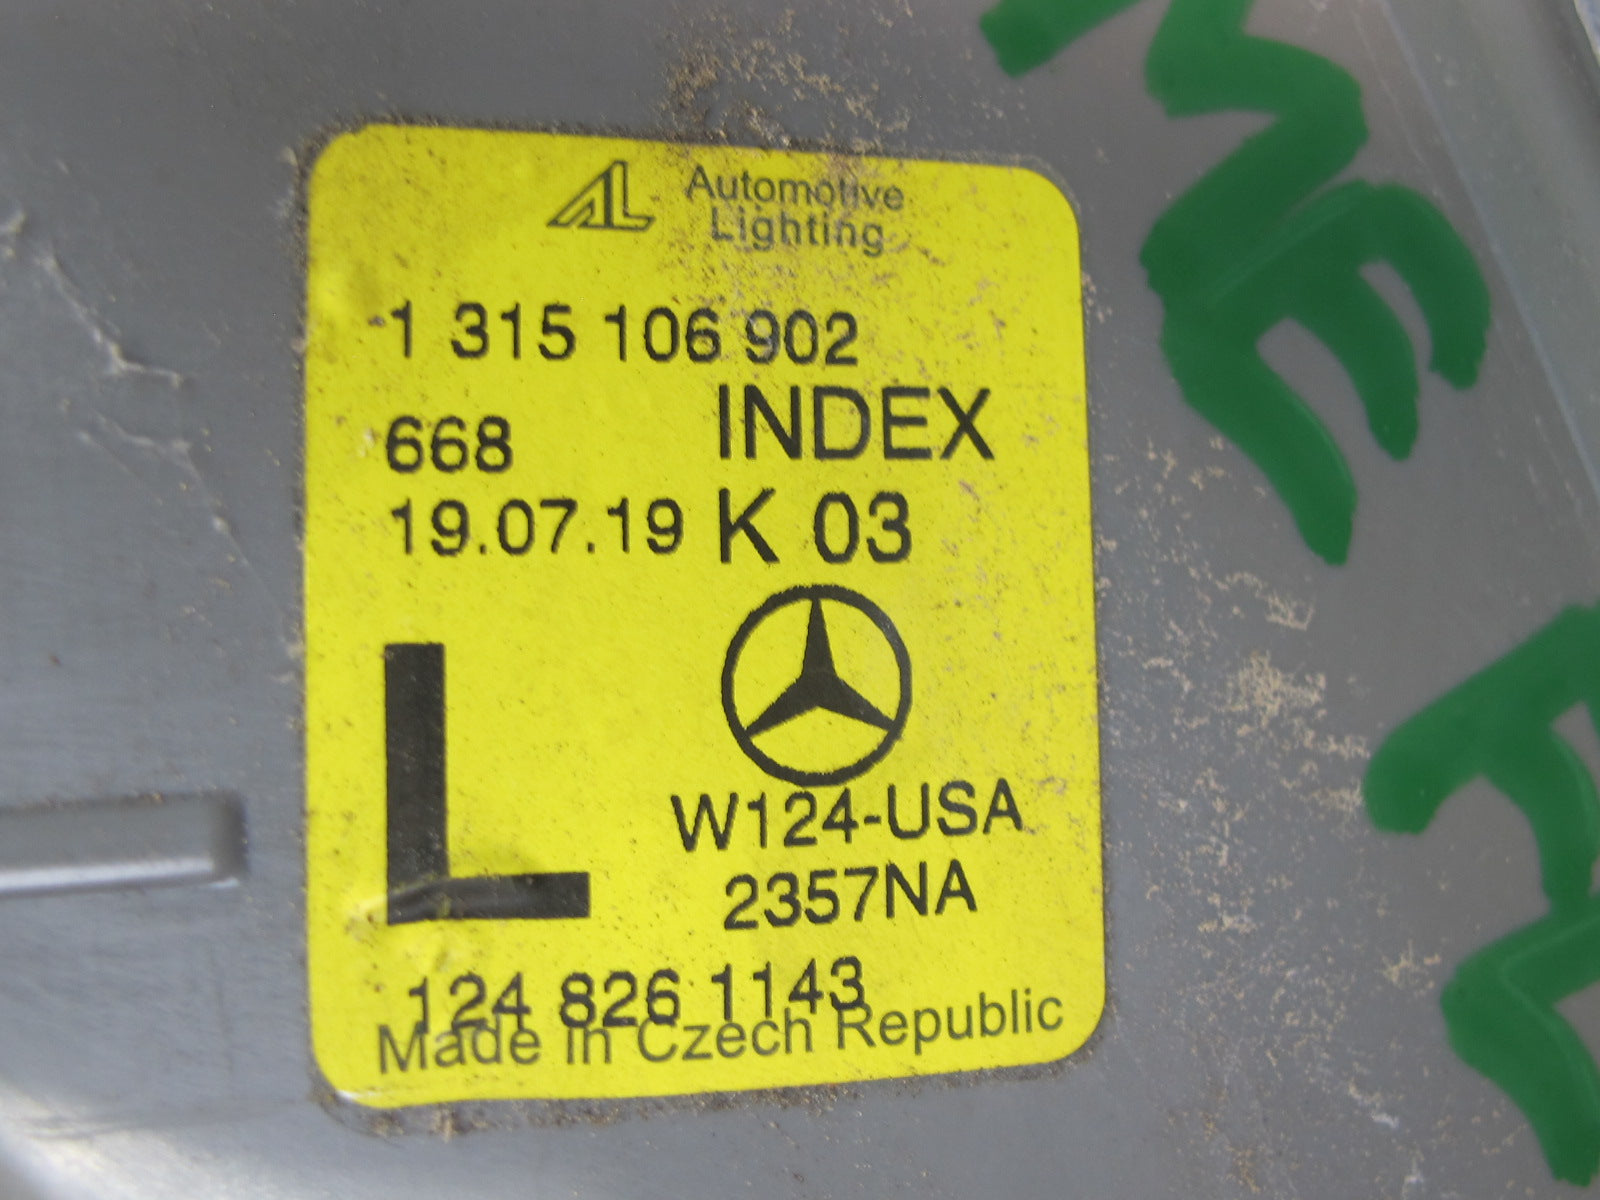 AL Automotive
Lighting
1 315 106 902
668 INDEX
19.07.19 K 03
L
W124-USA
2357NA
124 826 1143
Made in Czech Republic